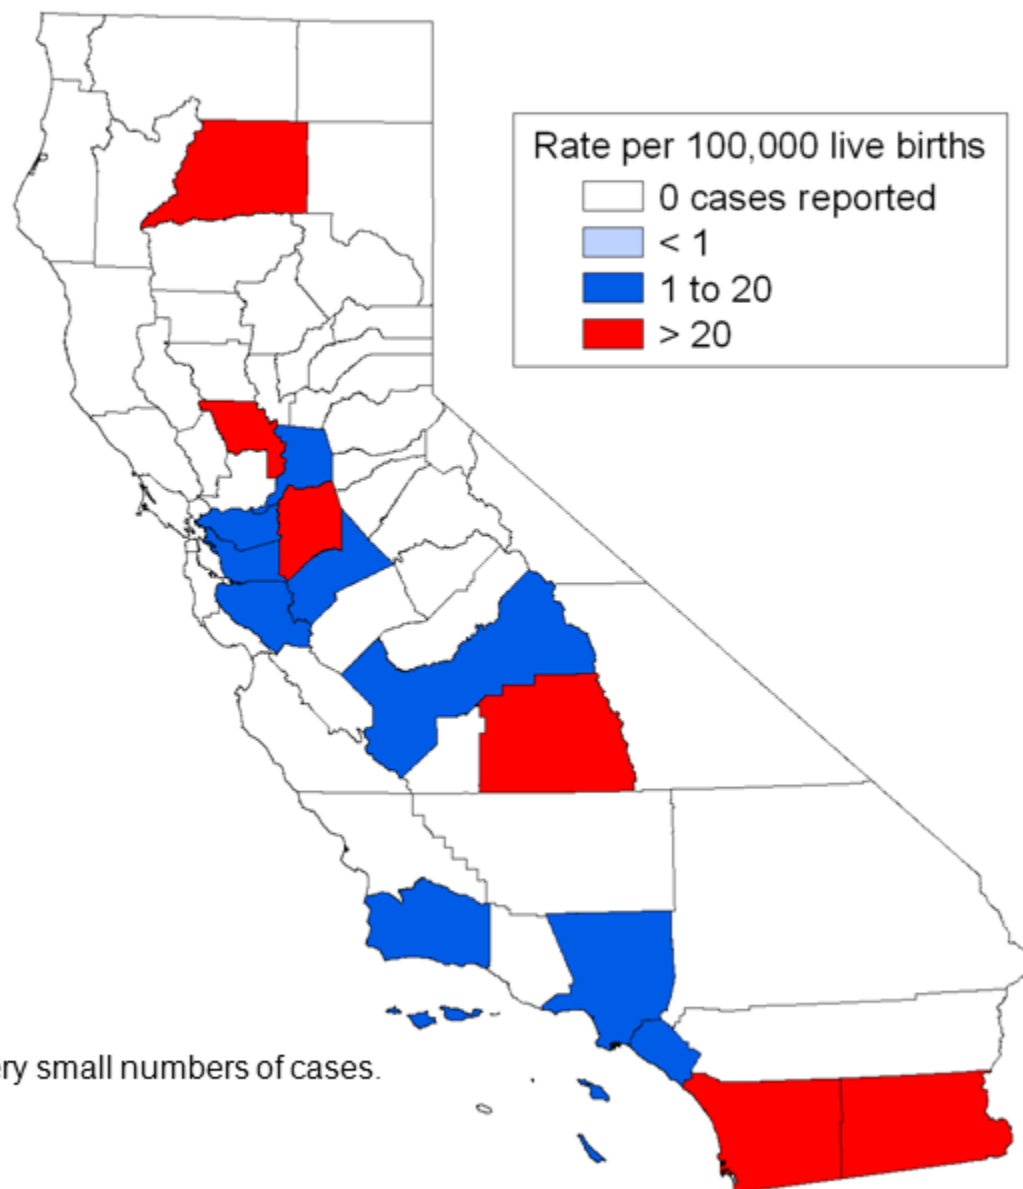 Rate per 100,000 live births
0 cases reported
< 1
1 to 20
> 20
small numbers of cases.